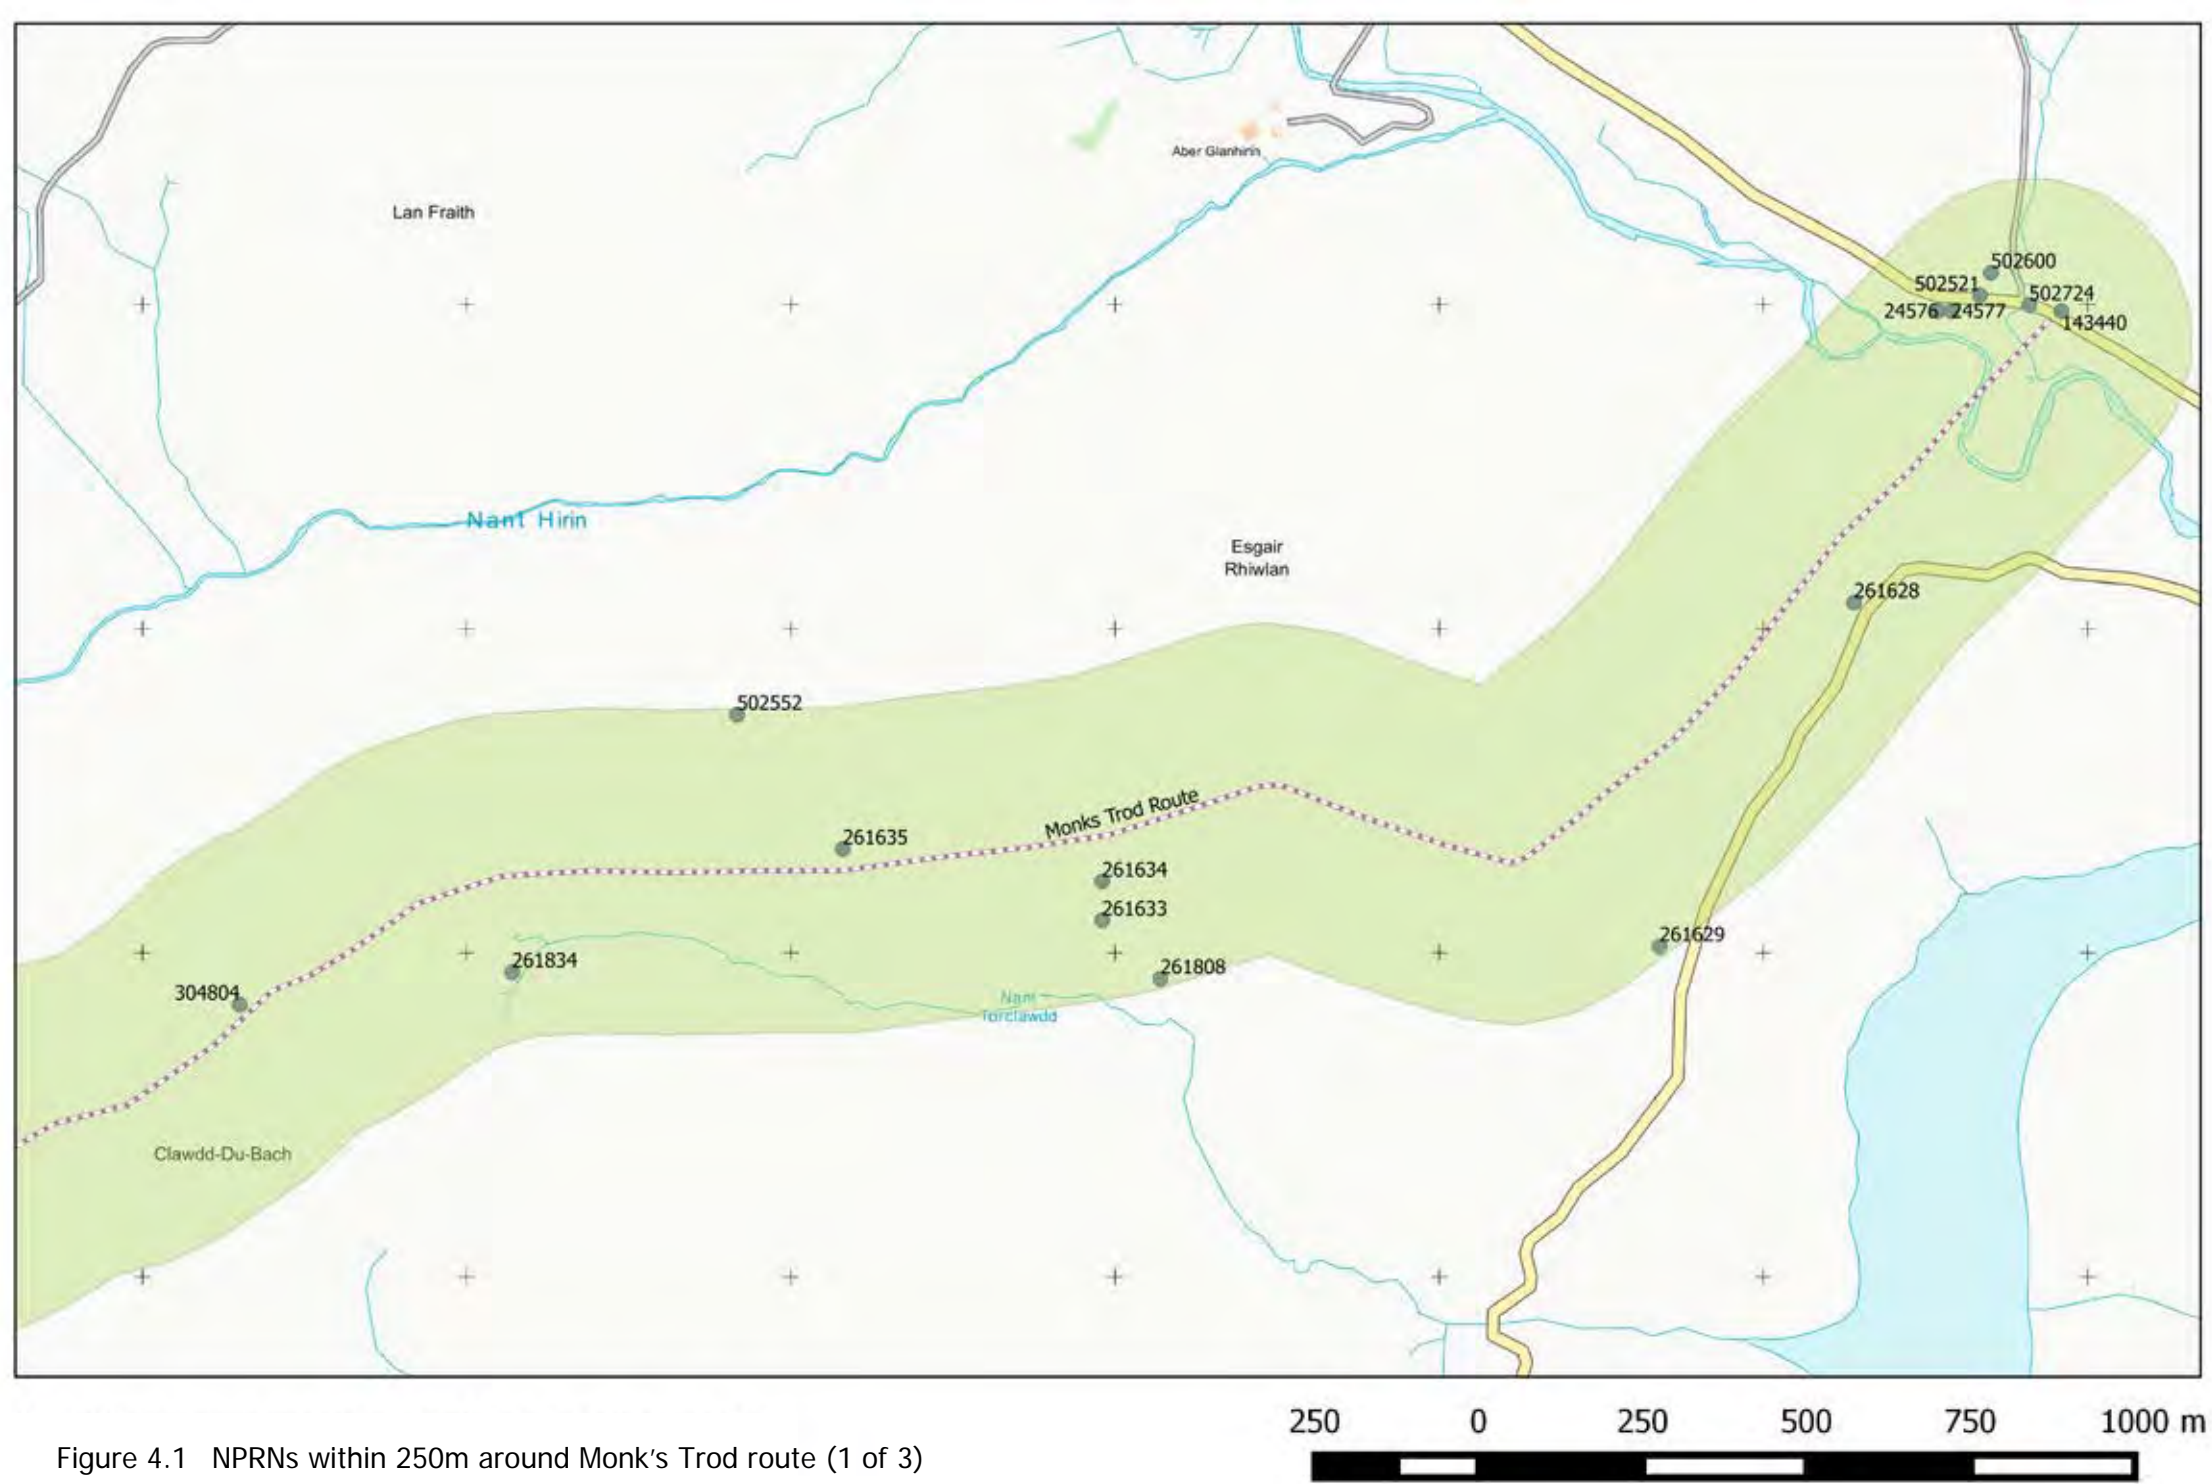 Aber Glanhirin
Lan Fraith
502600
502521
502724
24576
24577
143440
Nant Hirin
Esgair
Rhiwlan
261628
502552
Monks Trod Route
261635
261634
261633
261629
261834
261808
304804
Nant
Torclawdd
Clawdd-Du-Bach
250 0 250 500 750 1000 m
Figure 4.1 NPRNs within 250m around Monk’s Trod route (1 of 3)